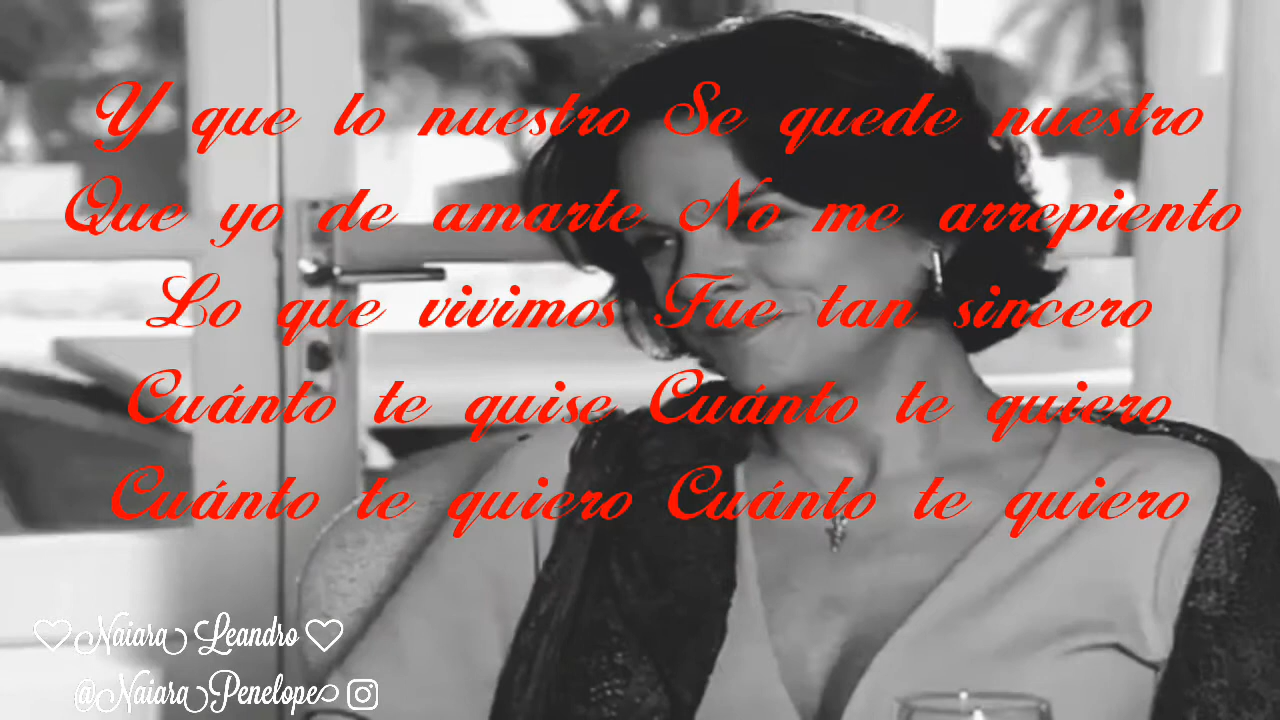 Y que lo nuestro Se quede nuestro
Que yo de amarte No me arrepiento
Lo que vivimos Fue tan sincero
Cuánto te quise Cuánto te quiero
Cuánto te quiero Cuánto te quiero
♡Naiara Leandro♡
@NaiaraPenelope